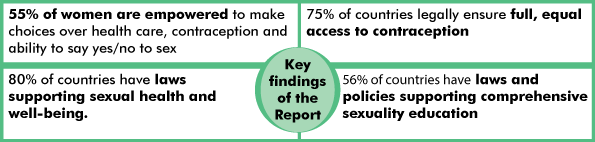 55% of women are empowered to make
choices over health care, contraception and
ability to say yes/no to sex
75% of countries legally ensure full, equal
access to contraception
Key
findings
of the
Report
80% of countries have laws
supporting sexual health and
well-being.
56% of countries have laws and
policies supporting comprehensive
sexuality education